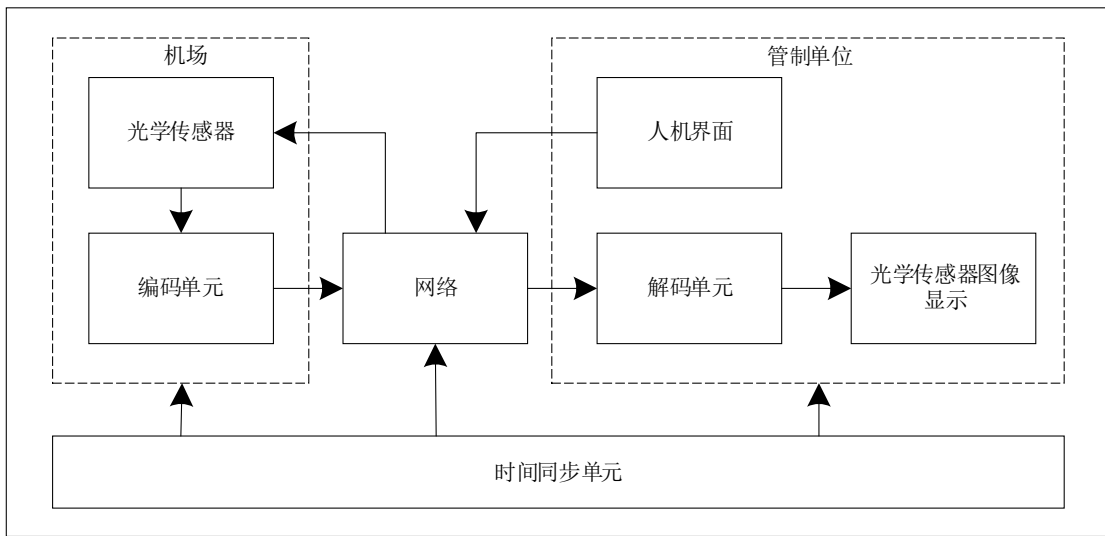 机场
管制单位
光学传感器
人机界面
编码单元
网络
解码单元
光学传感器图像
显示
时间同步单元